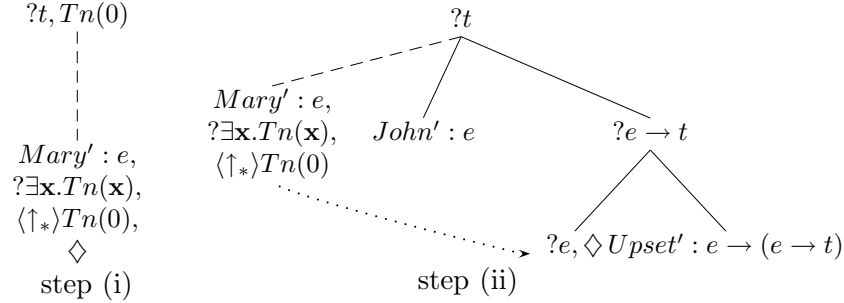 ?t, Tn(0)
Mary′ : e,
?∃x.Tn(x),
⟨↑∗⟩Tn(0),
♢
step (i)
?t
Mary′ : e,
?∃x.Tn(x),
⟨↑∗⟩Tn(0)
John′ : e
?e → t
?e, ♢
Upset′ : e → (e → t)
step (ii)